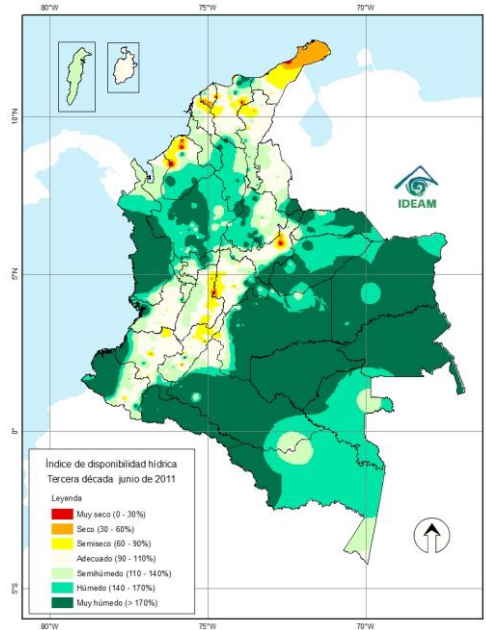 80°W 75°W 70°W
10°N
IDEAM
5°N
0°
5°S
Índice de disponibilidad hídrica
Tercera década junio de 2011
Leyenda
Muy seco (0 - 30%)
Seco (30 - 60%)
Semiseco (60 - 90%)
Adecuado (90 - 110%)
Semihúmedo (110 - 140%)
Húmedo (140 - 170%)
Muy húmedo (> 170%)
80°W 75°W 70°W